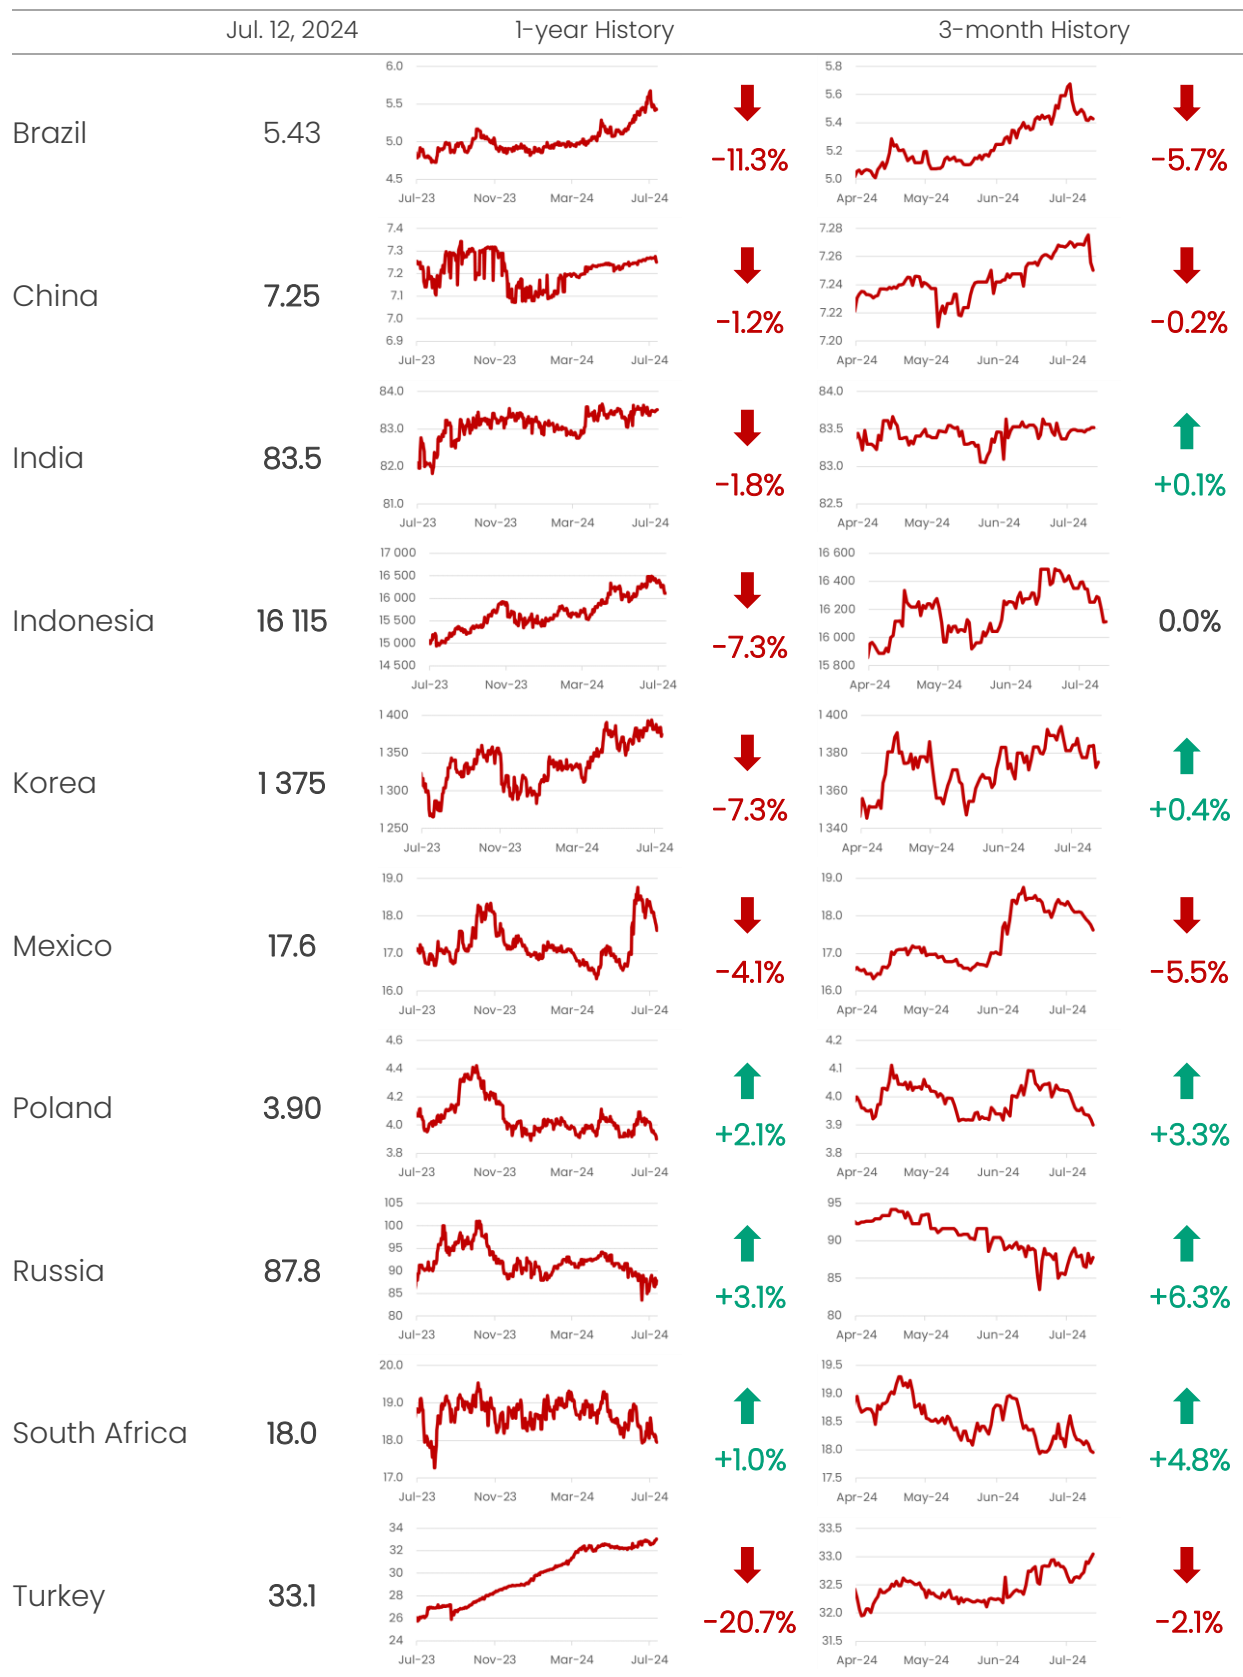 Jul. 12, 2024 1-year History 3-month History
Brazil 5.43 -11.3% -5.7%
6.0 5.5 5.0 4.5
Jul-23 Nov-23 Mar-24 Jul-24
5.8 5.6 5.4 5.2 5.0
Apr-24 May-24 Jun-24 Jul-24
China 7.25 -1.2% -0.2%
7.4 7.3 7.2 7.1 7.0 6.9
Jul-23 Nov-23 Mar-24 Jul-24
7.28 7.26 7.24 7.22 7.20
Apr-24 May-24 Jun-24 Jul-24
India 83.5 -1.8% +0.1%
84.0 83.0 82.0 81.0
Jul-23 Nov-23 Mar-24 Jul-24
84.0 83.5 83.0 82.5
Apr-24 May-24 Jun-24 Jul-24
Indonesia 16 115 -7.3% 0.0%
17 000 16 500 16 000 15 500 15 000 14 500
Jul-23 Nov-23 Mar-24 Jul-24
16 600 16 400 16 200 16 000 15 800
Apr-24 May-24 Jun-24 Jul-24
Korea 1 375 -7.3% +0.4%
1 400 1 350 1 300 1 250
Jul-23 Nov-23 Mar-24 Jul-24
1 400 1 380 1 360 1 340
Apr-24 May-24 Jun-24 Jul-24
Mexico 17.6 -4.1% -5.5%
19.0 18.0 17.0 16.0
Jul-23 Nov-23 Mar-24 Jul-24
19.0 18.0 17.0 16.0
Apr-24 May-24 Jun-24 Jul-24
Poland 3.90 +2.1% +3.3%
4.6 4.4 4.2 4.0 3.8
Jul-23 Nov-23 Mar-24 Jul-24
4.2 4.1 4.0 3.9 3.8
Apr-24 May-24 Jun-24 Jul-24
Russia 87.8 +3.1% +6.3%
105 100 95 90 85 80
Jul-23 Nov-23 Mar-24 Jul-24
95 90 85 80
Apr-24 May-24 Jun-24 Jul-24
South Africa 18.0 +1.0% +4.8%
20.0 19.0 18.0 17.0
Jul-23 Nov-23 Mar-24 Jul-24
19.5 19.0 18.5 18.0 17.5
Apr-24 May-24 Jun-24 Jul-24
Turkey 33.1 -20.7% -2.1%
34 32 30 28 26 24
Jul-23 Nov-23 Mar-24 Jul-24
33.5 33.0 32.5 32.0 31.5
Apr-24 May-24 Jun-24 Jul-24